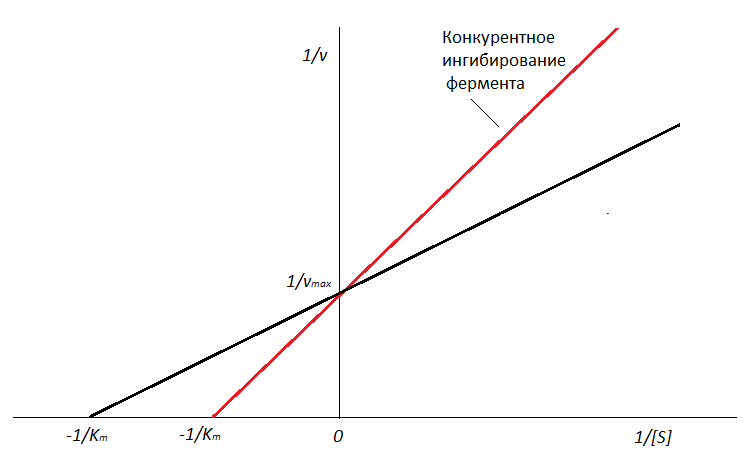 Конкурентное
ингибирование
фермента
1/v
1/vmax
-1/Km
-1/Km
0
1/[S]